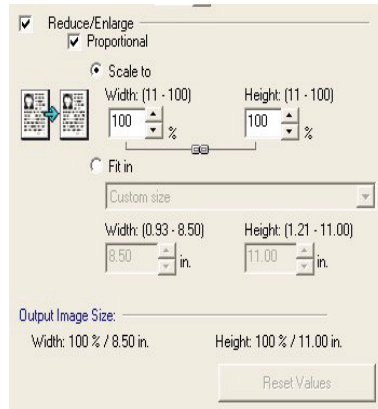 Reduce/Enlarge
Proportional
Scale to
Width: (11 - 100) Height: (11 - 100)
100 % 100 %
Fit in
Custom size
Width: (0.93 - 8.50) Height: (1.21 - 11.00)
8.50 in. 11.00 in.
Output Image Size:
Width: 100 % / 8.50 in. Height: 100 % / 11.00 in.
Reset Values